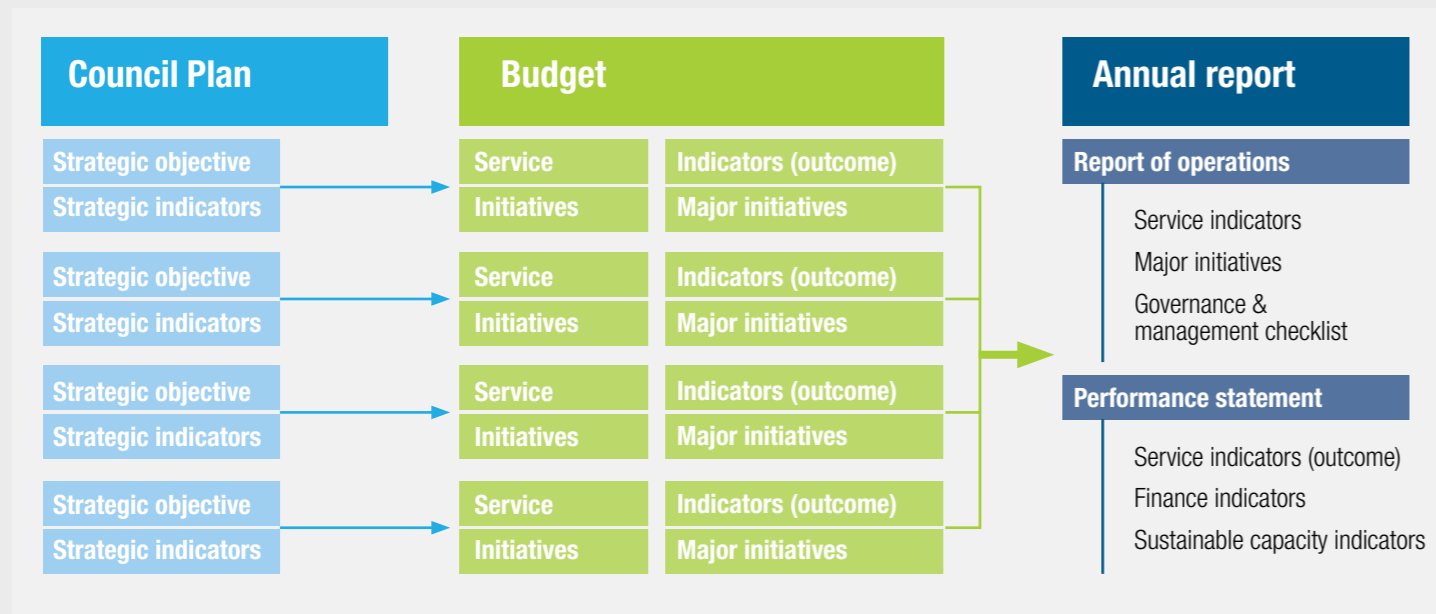 Council Plan
Strategic objective
Strategic indicators
Strategic objective
Strategic indicators
Strategic objective
Strategic indicators
Strategic objective
Strategic indicators
Budget
Service
Initiatives
Indicators (outcome)
Major initiatives
Service
Initiatives
Indicators (outcome)
Major initiatives
Service
Initiatives
Indicators (outcome)
Major initiatives
Service
Initiatives
Indicators (outcome)
Major initiatives
Annual report
Report of operations
Service indicators
Major initiatives
Governance &
management checklist
Performance statement
Service indicators (outcome)
Finance indicators
Sustainable capacity indicators